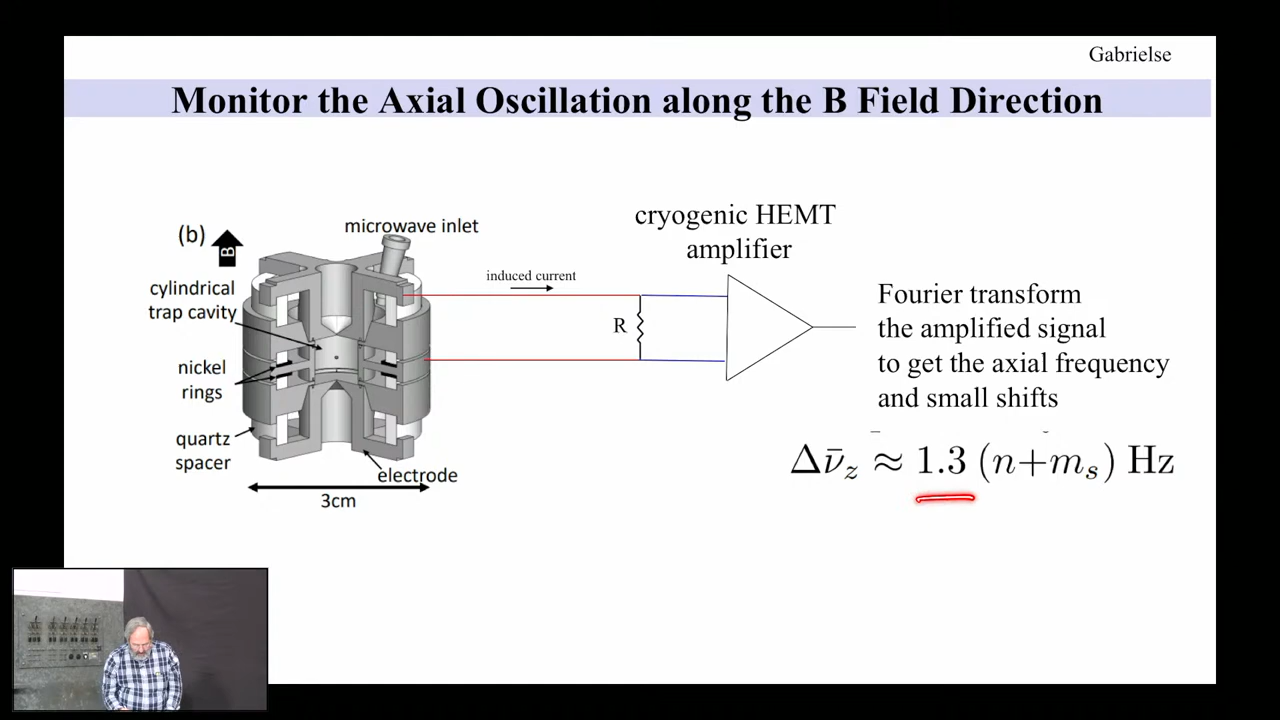 Gabrielse
Monitor the Axial Oscillation along the B Field Direction
(b)
B
microwave inlet
cylindrical
trap cavity
nickel
rings
quartz
spacer
electrode
3cm
induced current
R
cryogenic HEMT
amplifier
Fourier transform
the amplified signal
to get the axial frequency
and small shifts
Δν̄z ≈ 1.3 (n+ms) Hz